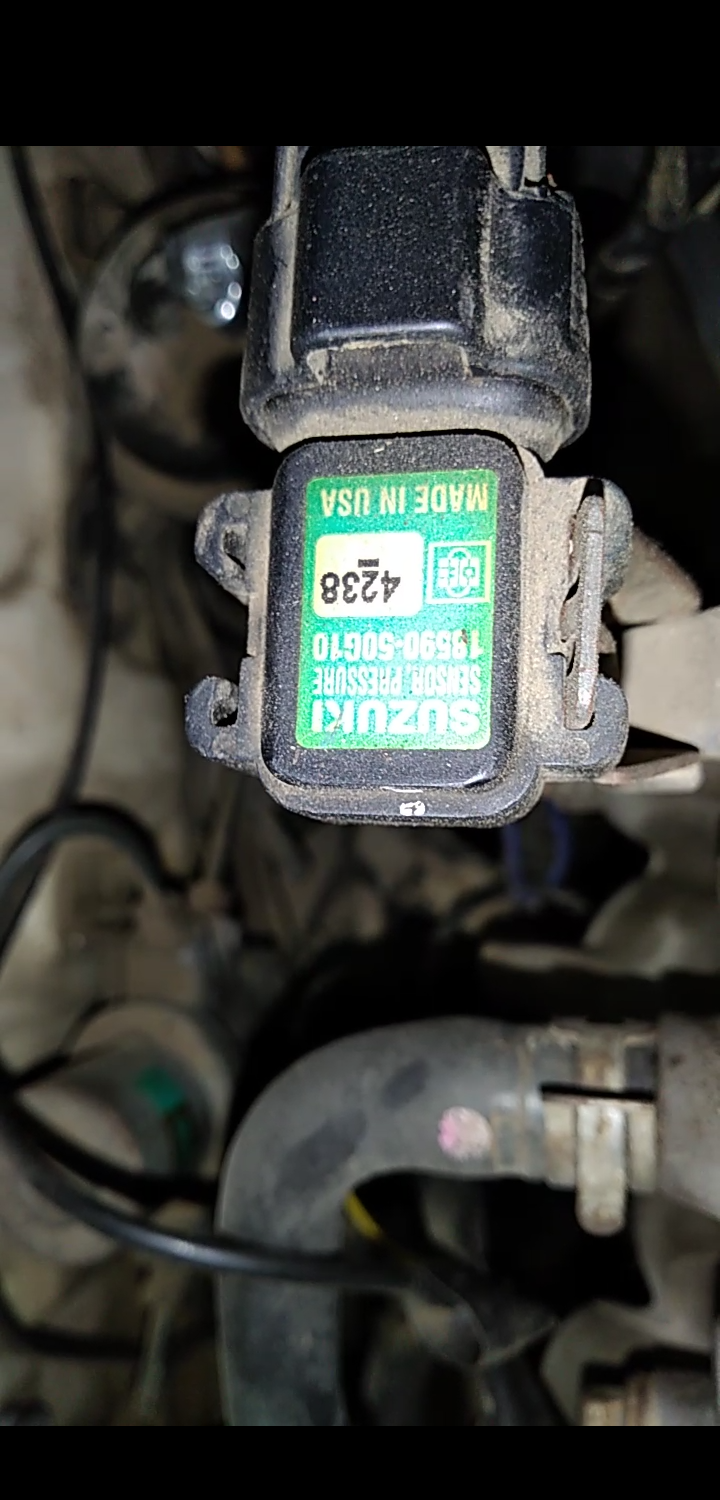 SUZUKI
SENSOR, PRESSURE
18590-50G10
4238
MADE IN USA